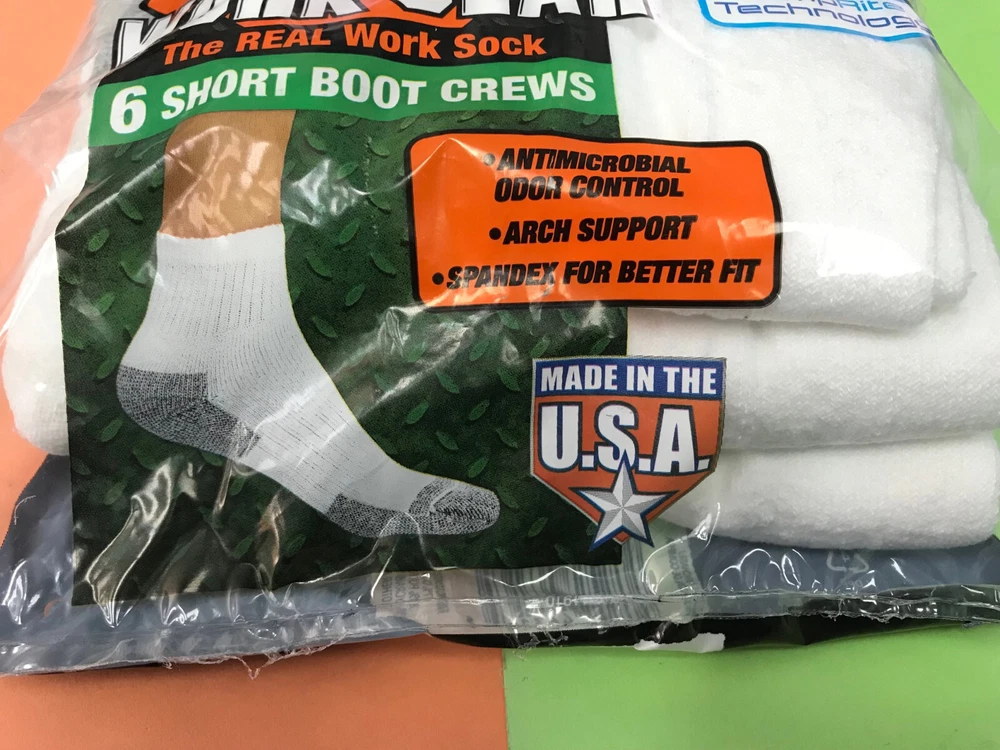 The REAL Work Sock
6 SHORT BOOT CREWS
• ANTIMICROBIAL
ODOR CONTROL
• ARCH SUPPORT
• SPANDEX FOR BETTER FIT
MADE IN THE
U.S.A.